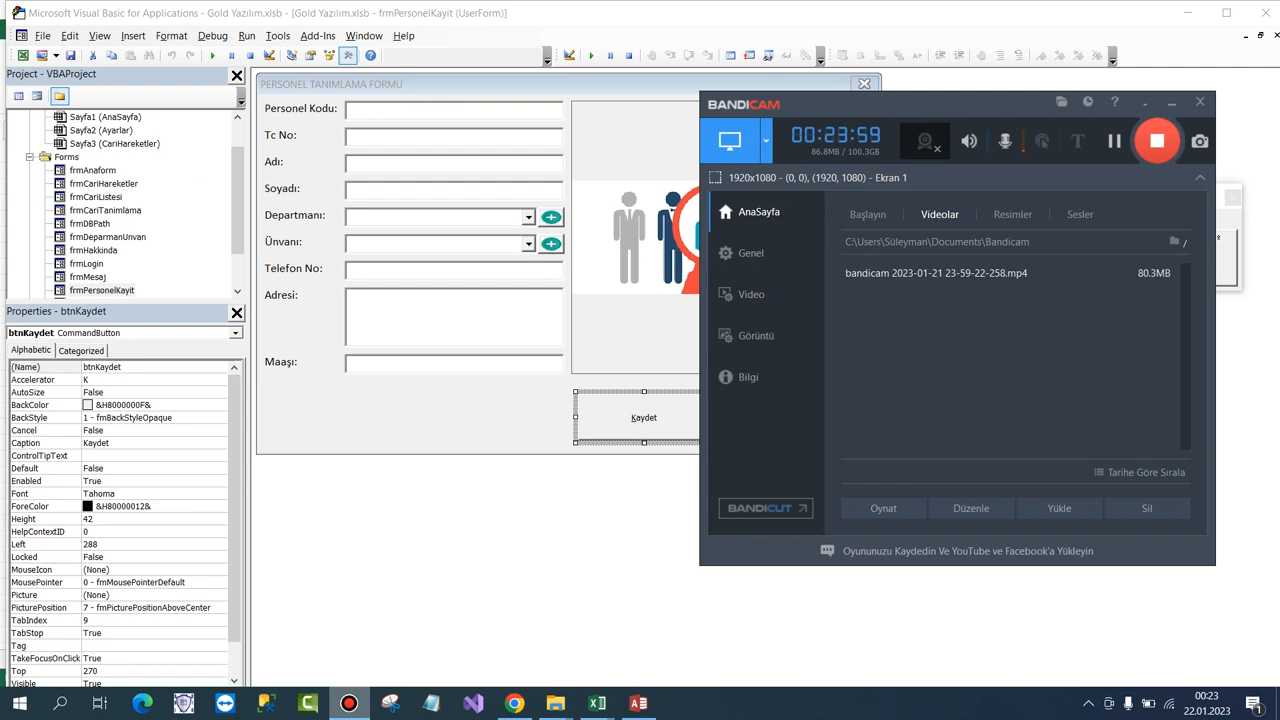 Microsoft Visual Basic for Applications - Gold Yazılım.xlsb - [Gold Yazılım.xlsb - frmPersonelKayit (UserForm)]
File Edit View Insert Format Debug Run Tools Add-Ins Window Help
Project - VBAProject
Sayfa1 (AnaSayfa)
Sayfa2 (Ayarlar)
Sayfa3 (CariHareketler)
Forms
frmAnaform
frmCariHareketler
frmCariListesi
frmCariTanimlama
frmDBPath
frmDeparmanUnvan
frmHakkinda
frmLogin
frmMesaj
frmPersonelKayit
Properties - btnKaydet
btnKaydet CommandButton
Alphabetic Categorized
(Name) btnKaydet
Accelerator K
AutoSize False
BackColor &H8000000F&
BackStyle 1 - fmBackStyleOpaque
Cancel False
Caption Kaydet
ControlTipText
Default False
Enabled True
Font Tahoma
ForeColor &H80000012&
Height 42
HelpContextID 0
Left 288
Locked False
MouseIcon (None)
MousePointer 0 - fmMousePointerDefault
Picture (None)
PicturePosition 7 - fmPicturePositionAboveCenter
TabIndex 9
TabStop True
Tag
TakeFocusOnClick True
Top 270
Visible True
PERSONEL TANIMLAMA FORMU
Personel Kodu:
Tc No:
Adı:
Soyadı:
Departmanı:
Ünvanı:
Telefon No:
Adresi:
Maaşı:
Kaydet
BANDICAM
00:23:59
86.8MB / 100.3GB
1920x1080 - (0, 0), (1920, 1080) - Ekran 1
AnaSayfa
Genel
Video
Görüntü
Bilgi
BANDICUT
Başlayın Videolar Resimler Sesler
C:\Users\Süleyman\Documents\Bandicam
bandicam 2023-01-21 23-59-22-258.mp4 80.3MB
Tarihe Göre Sırala
Oynat Düzenle Yükle Sil
Oyununuzu Kaydedin Ve YouTube ve Facebook'a Yükleyin
00:23
22.01.2023
1